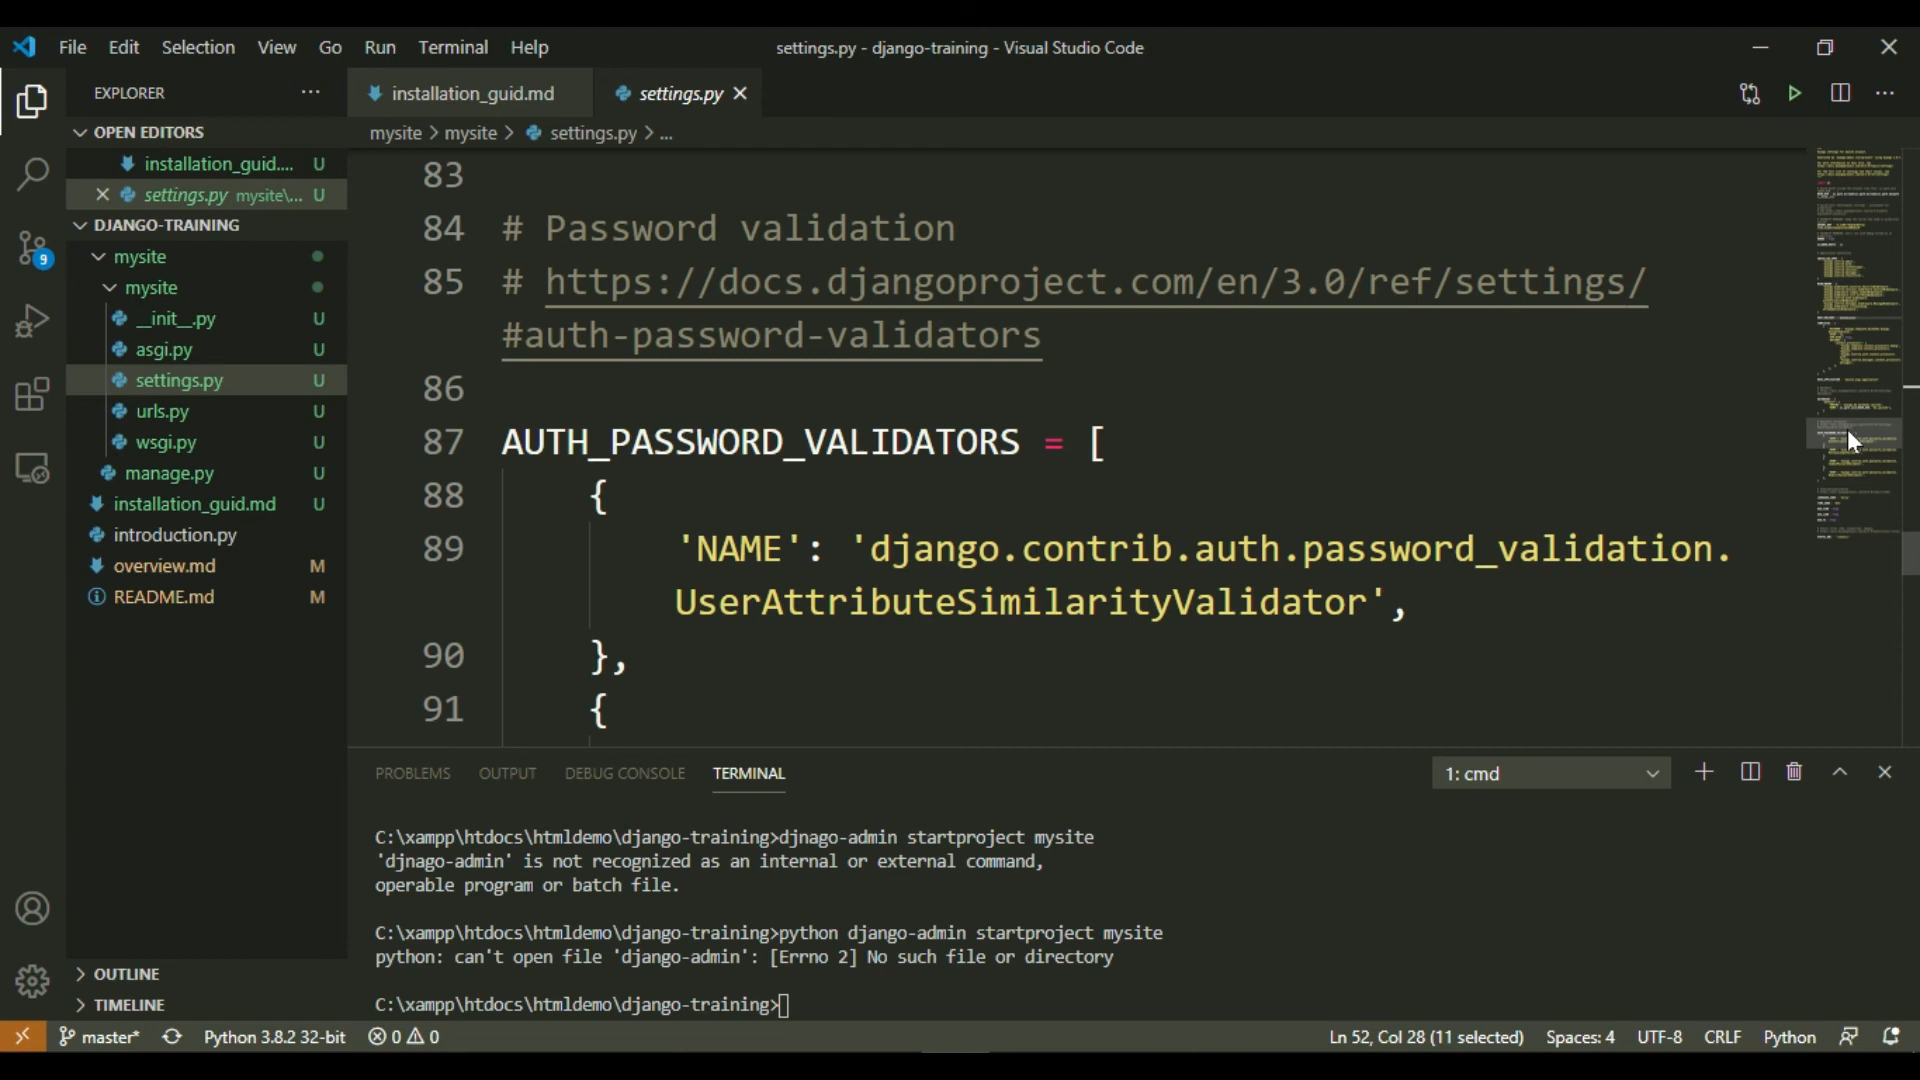 File Edit Selection View Go Run Terminal Help
settings.py - django-training - Visual Studio Code
EXPLORER
OPEN EDITORS
installation_guid.... U
settings.py mysite\... U
DJANGO-TRAINING
mysite
mysite
__init__.py U
asgi.py U
settings.py U
urls.py U
wsgi.py U
manage.py U
installation_guid.md U
introduction.py
overview.md M
README.md M
OUTLINE
TIMELINE
9
installation_guid.md
settings.py
mysite > mysite > settings.py > ...
83
84 # Password validation
85 # https://docs.djangoproject.com/en/3.0/ref/settings/
#auth-password-validators
86
87 AUTH_PASSWORD_VALIDATORS = [
88 {
89 'NAME': 'django.contrib.auth.password_validation.
UserAttributeSimilarityValidator',
90 },
91 {
PROBLEMS OUTPUT DEBUG CONSOLE TERMINAL
1: cmd
C:\xampp\htdocs\htmldemo\django-training>djnago-admin startproject mysite
'djnago-admin' is not recognized as an internal or external command,
operable program or batch file.
C:\xampp\htdocs\htmldemo\django-training>python django-admin startproject mysite
python: can't open file 'django-admin': [Errno 2] No such file or directory
C:\xampp\htdocs\htmldemo\django-training>
master* Python 3.8.2 32-bit 0 0 Ln 52, Col 28 (11 selected) Spaces: 4 UTF-8 CRLF Python